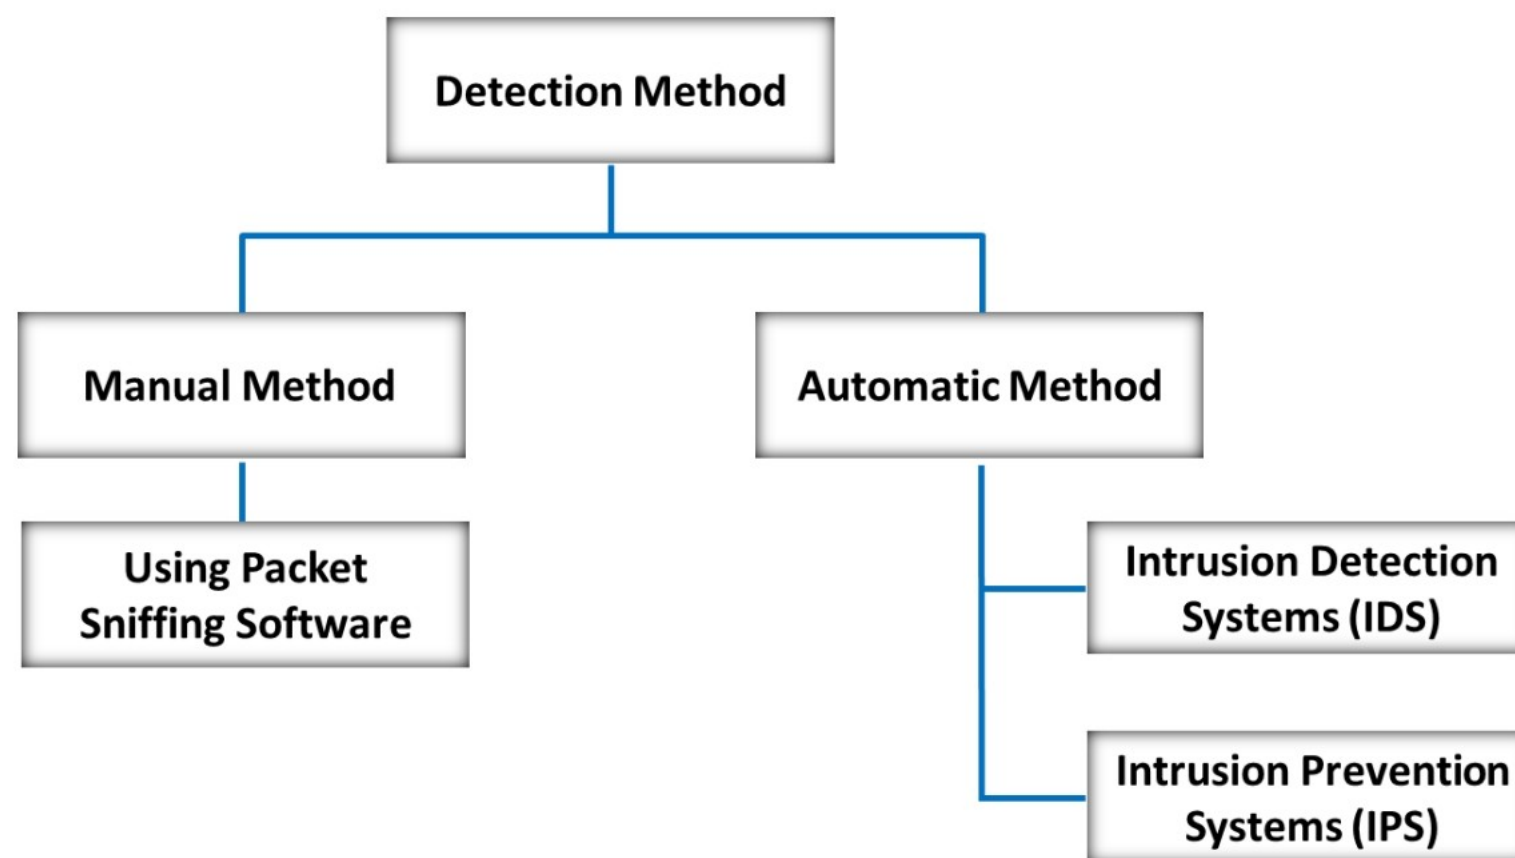 Detection Method
Manual Method
Automatic Method
Using Packet
Sniffing Software
Intrusion Detection
Systems (IDS)
Intrusion Prevention
Systems (IPS)